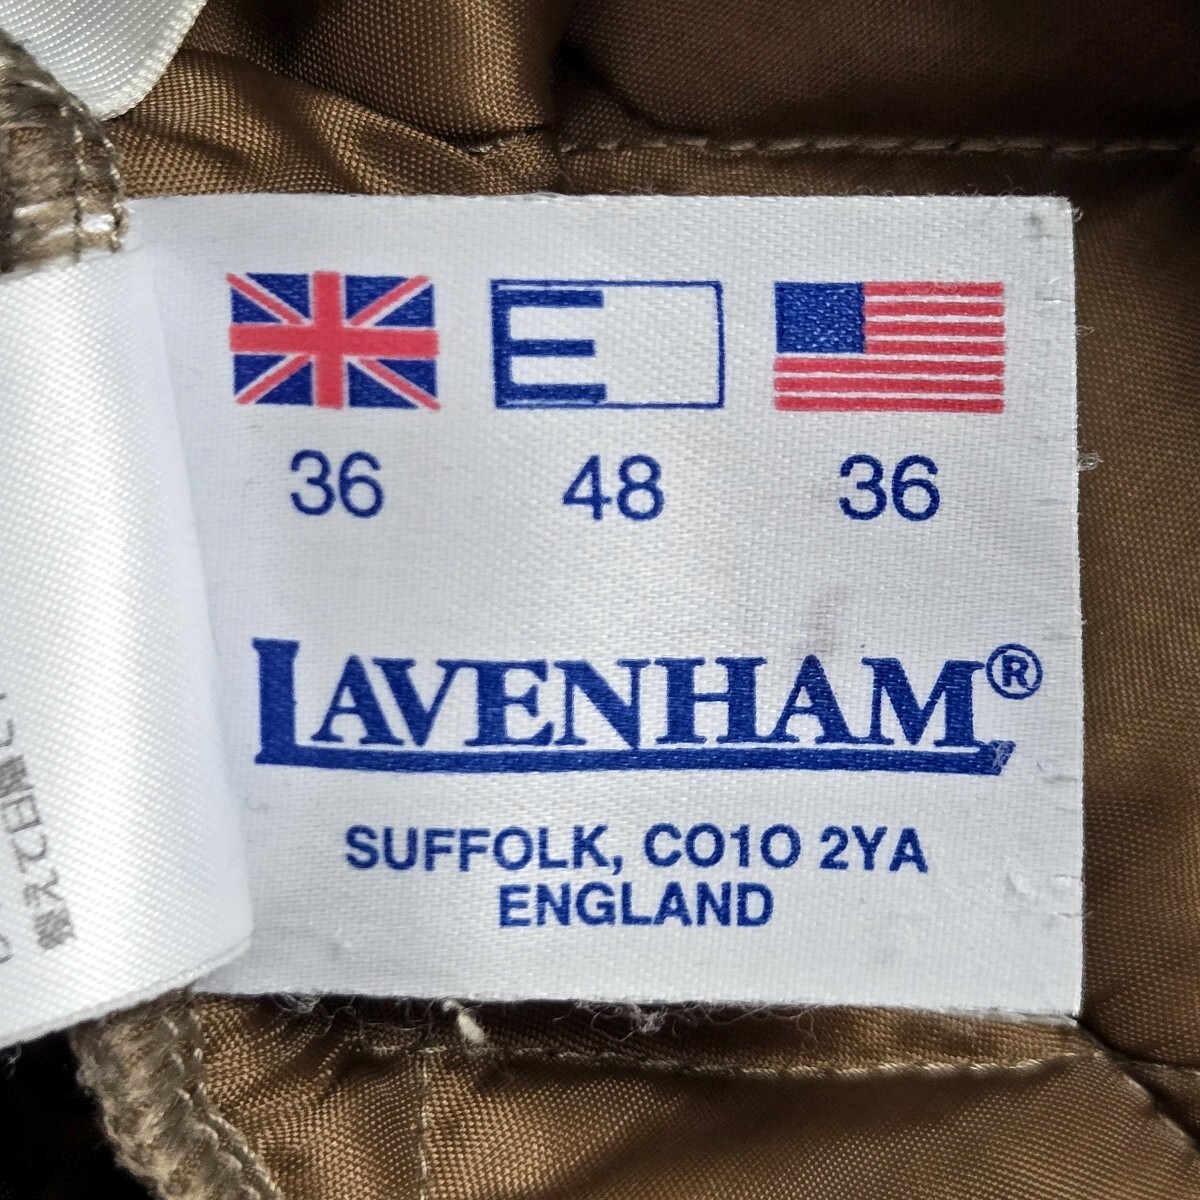 36 48 36
LAVENHAM®
SUFFOLK, CO1O 2YA
ENGLAND